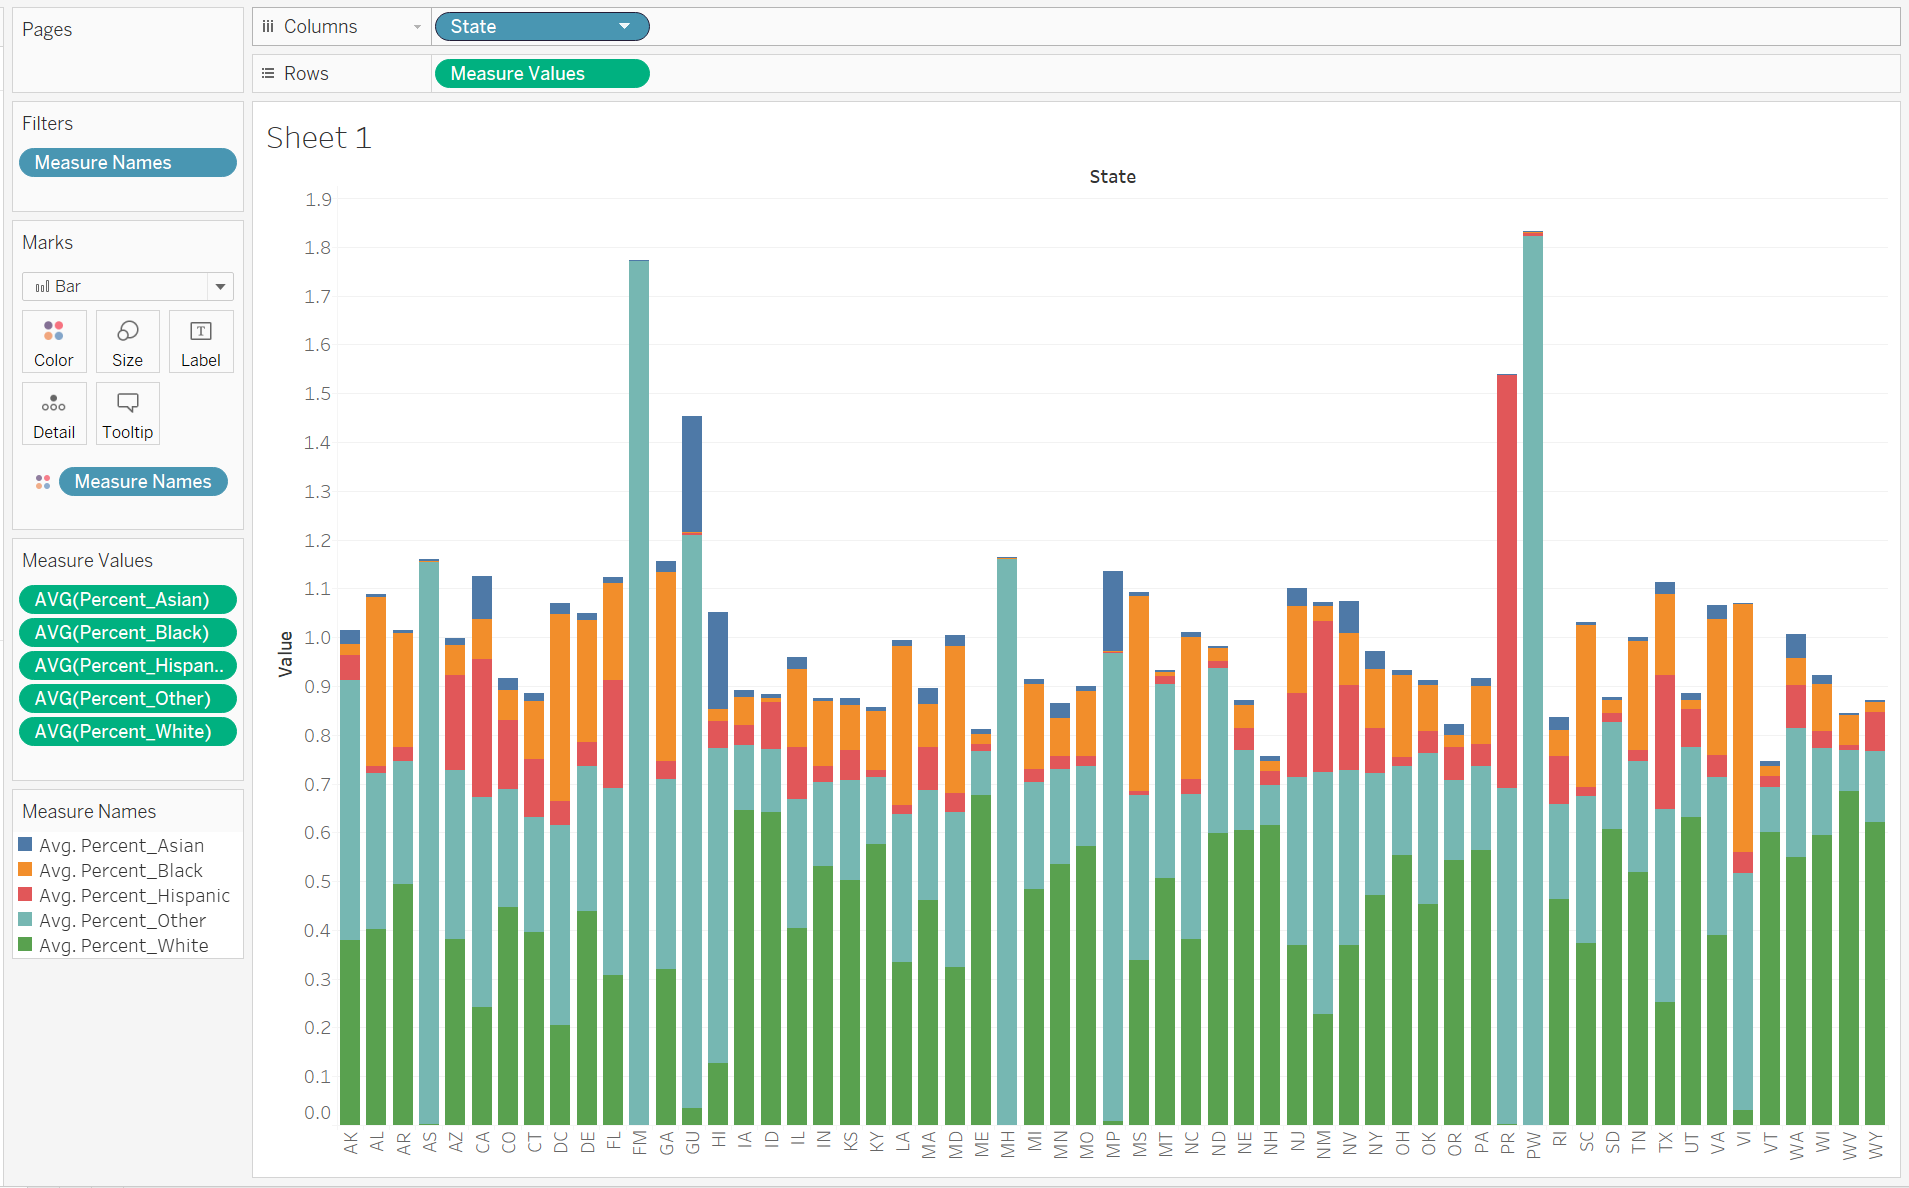 Pages
Filters
Measure Names
Marks
Bar
Color
Size
Label
Detail
Tooltip
Measure Names
Measure Values
AVG(Percent_Asian)
AVG(Percent_Black)
AVG(Percent_Hispan..
AVG(Percent_Other)
AVG(Percent_White)
Measure Names
Avg. Percent_Asian
Avg. Percent_Black
Avg. Percent_Hispanic
Avg. Percent_Other
Avg. Percent_White
Columns
State
Rows
Measure Values
Sheet 1
State
Value
1.9
1.8
1.7
1.6
1.5
1.4
1.3
1.2
1.1
1.0
0.9
0.8
0.7
0.6
0.5
0.4
0.3
0.2
0.1
0.0
AK AL AR AS AZ CA CO CT DC DE FL FM GA GU HI IA ID IL IN KS KY LA MA MD ME MH MI MN MO MP MS MT NC ND NE NH NJ NM NV NY OH OK OR PA PR PW RI SC SD TN TX UT VA VI VT WA WI WV WY